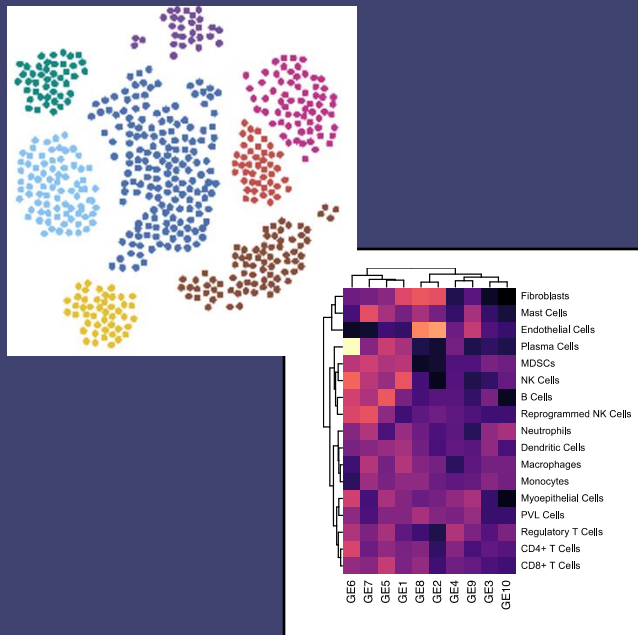 Fibroblasts
Mast Cells
Endothelial Cells
Plasma Cells
MDSCs
NK Cells
B Cells
Reprogrammed NK Cells
Neutrophils
Dendritic Cells
Macrophages
Monocytes
Myoepithelial Cells
PVL Cells
Regulatory T Cells
CD4+ T Cells
CD8+ T Cells
GE6
GE7
GE5
GE1
GE8
GE2
GE4
GE9
GE3
GE10